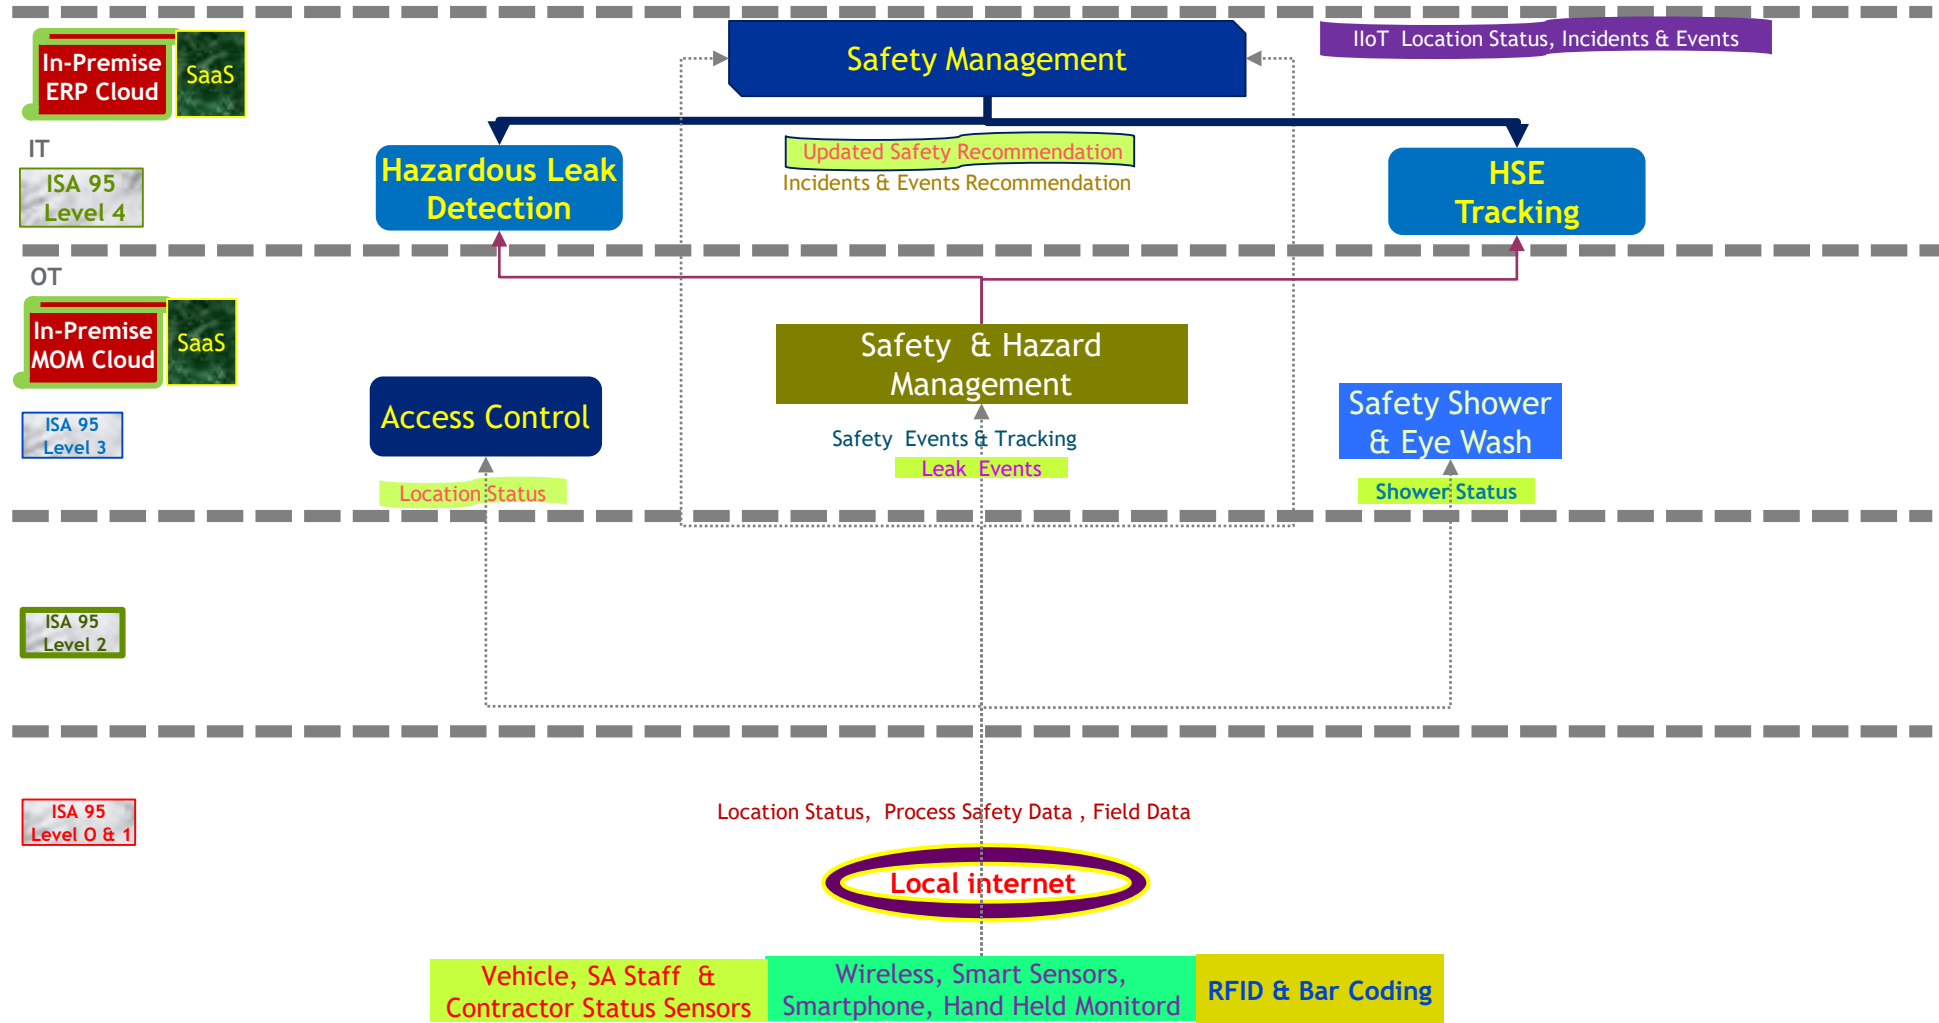 IIoT  Location Status, Incidents & Events
Safety Management
In-Premise
ERP Cloud
SaaS
IT
ISA 95
Level 4
Hazardous Leak
Detection
Updated Safety Recommendation
Incidents & Events Recommendation
HSE
Tracking
OT
In-Premise
MOM Cloud
SaaS
Safety  & Hazard
Management
Access Control
Safety Shower
& Eye Wash
ISA 95
Level 3
Safety  Events & Tracking
Leak  Events
Location Status
Shower Status
ISA 95
Level 2
ISA 95
Level 0 & 1
Location Status,  Process Safety Data , Field Data
Local internet
Vehicle, SA Staff  &
Contractor Status Sensors
Wireless, Smart Sensors,
Smartphone, Hand Held Monitord
RFID & Bar Coding